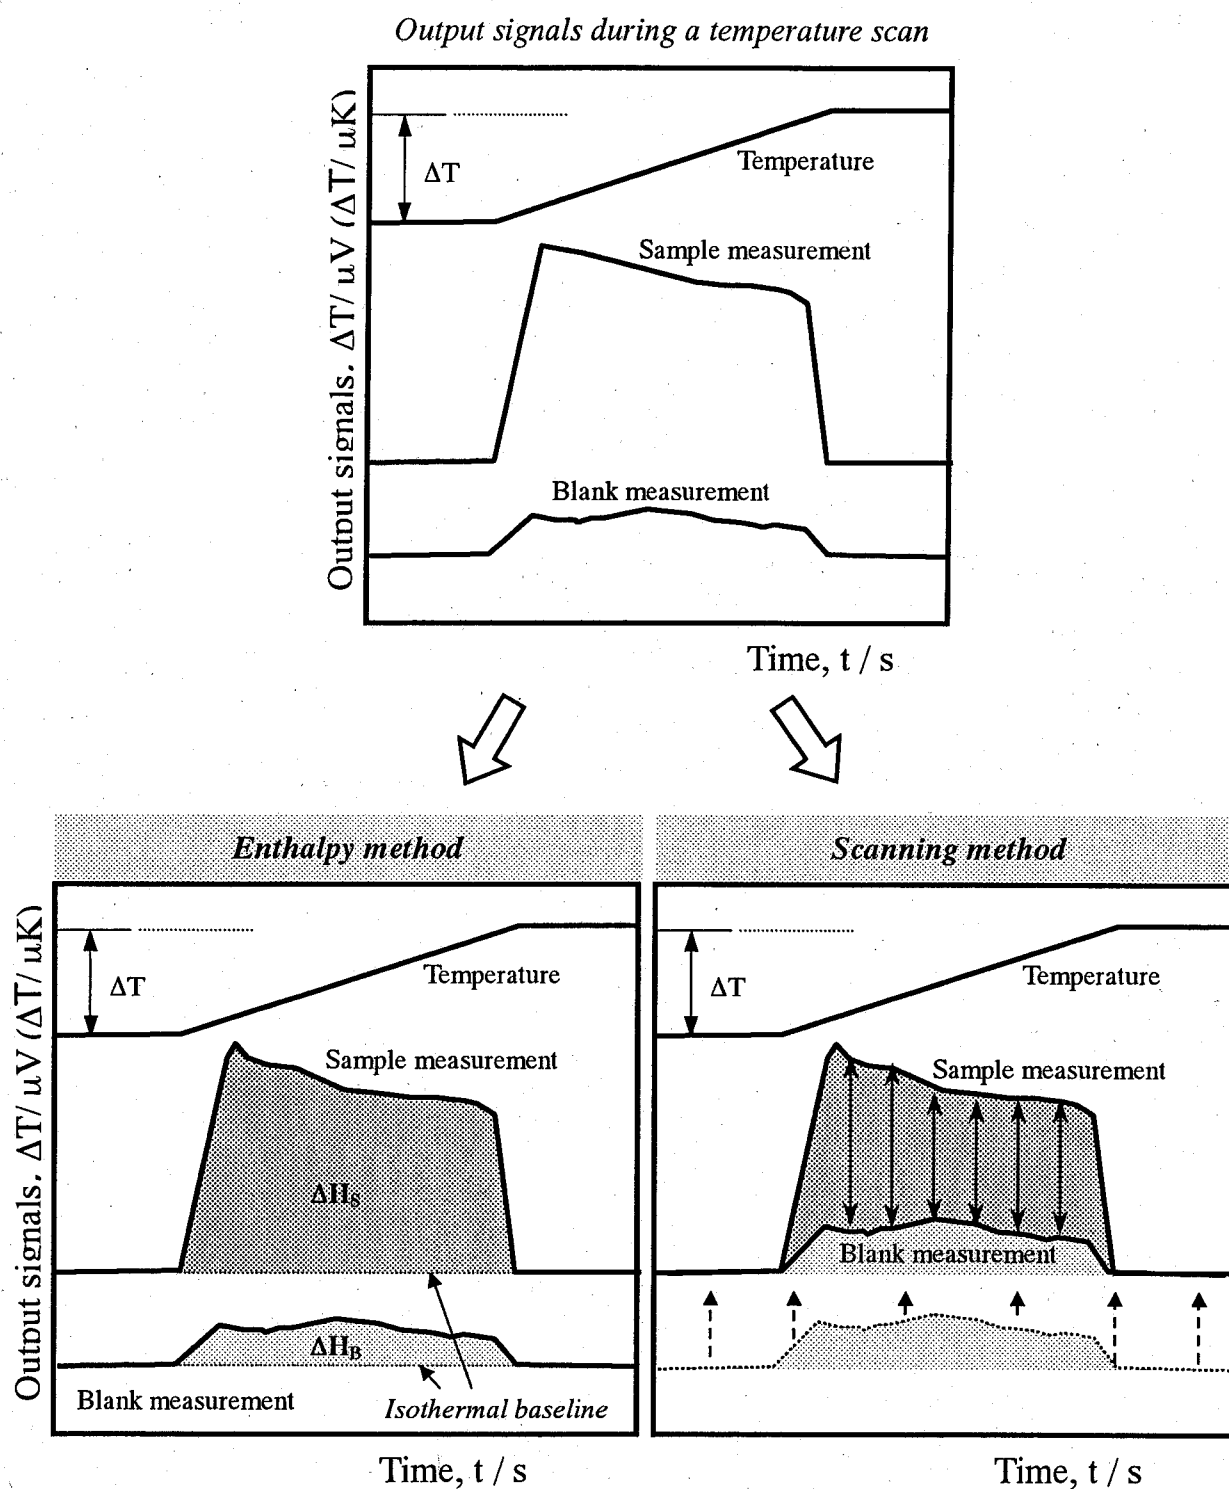 Output signals during a temperature scan
Output signals. ΔT/ uV (ΔT/ uK)
ΔT
Temperature
Sample measurement
Blank measurement
Time, t / s
Enthalpy method
Scanning method
Output signals. ΔT/ uV (ΔT/ uK)
ΔT
Temperature
Sample measurement
ΔH_S
ΔH_B
Blank measurement
Isothermal baseline
Time, t / s
ΔT
Temperature
Sample measurement
Blank measurement
Time, t / s